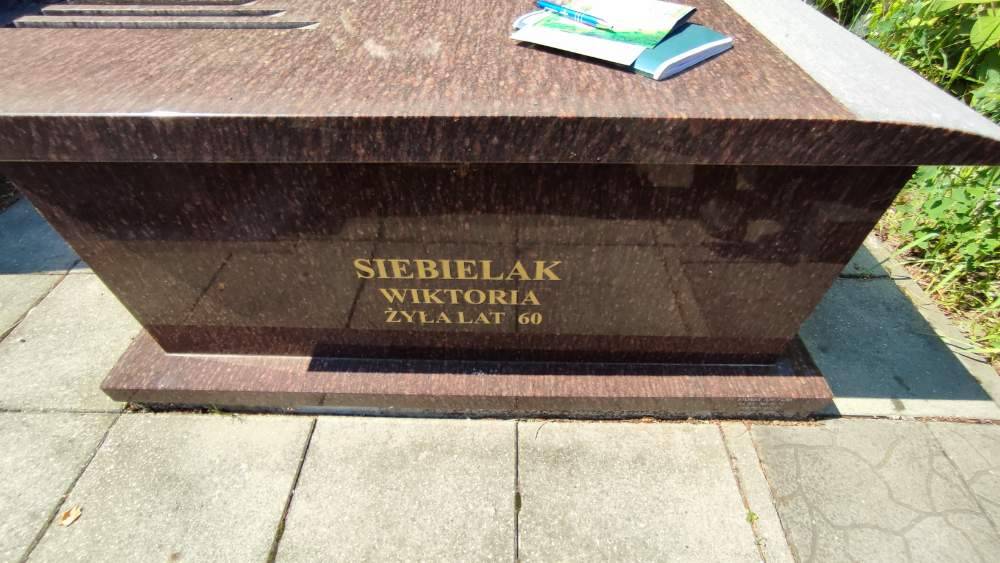 SIEBIELAK
WIKTORIA
ŻYŁA LAT 60